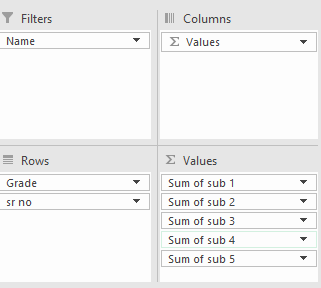 Filters
Columns
Name
Σ Values
Rows
Σ Values
Grade
sr no
Sum of sub 1
Sum of sub 2
Sum of sub 3
Sum of sub 4
Sum of sub 5